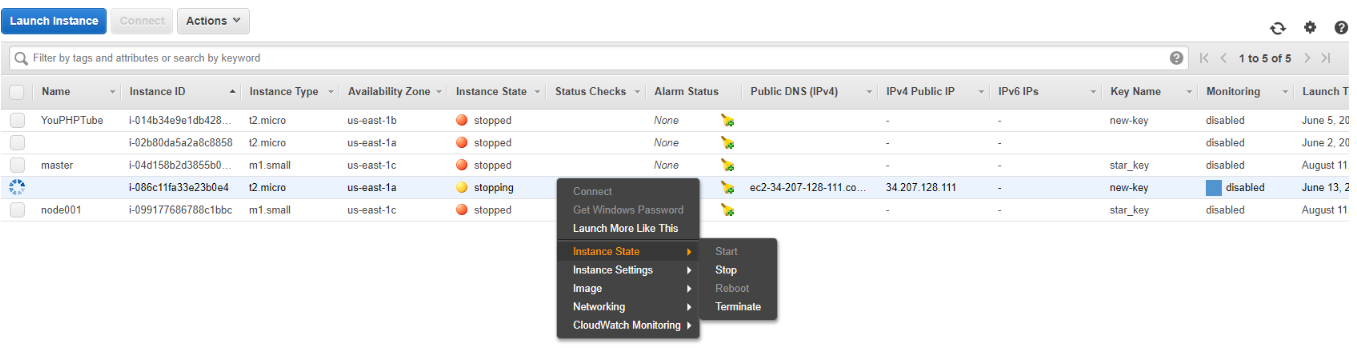 Launch Instance Connect Actions
Filter by tags and attributes or search by keyword 1 to 5 of 5
Name Instance ID Instance Type Availability Zone Instance State Status Checks Alarm Status Public DNS (IPv4) IPv4 Public IP IPv6 IPs Key Name Monitoring Launch T
YouPHPTube i-014b34e9e1db428... t2.micro us-east-1b stopped None - - new-key disabled June 5, 20
i-02b80da5a2a8c8858 t2.micro us-east-1a stopped None - - disabled June 2, 20
master i-04d158b2d3855b0... m1.small us-east-1c stopped None - - star_key disabled August 11
i-086c11fa33e23b0e4 t2.micro us-east-1a stopping ec2-34-207-128-111.co... 34.207.128.111 - new-key disabled June 13, 2
node001 i-099177686788c1bbc m1.small us-east-1c stopped - - star_key disabled August 11
Connect
Get Windows Password
Launch More Like This
Instance State
Instance Settings
Image
Networking
CloudWatch Monitoring
Start
Stop
Reboot
Terminate